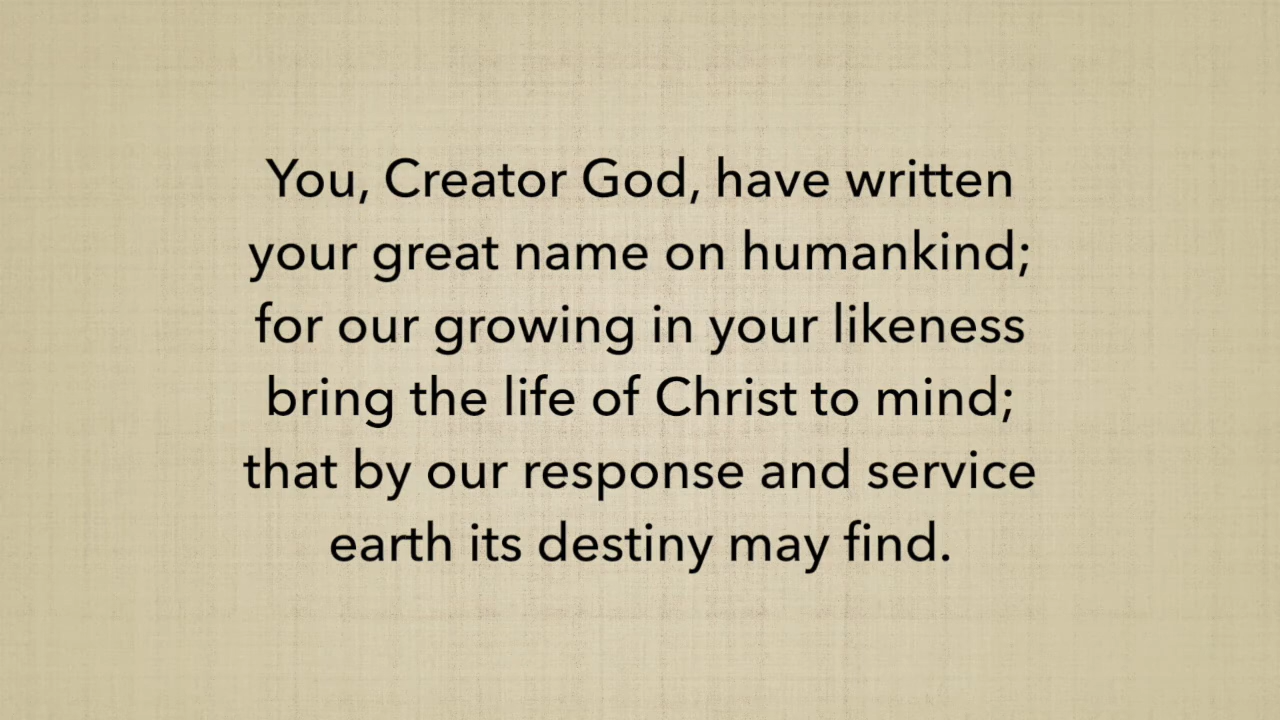 You, Creator God, have written
your great name on humankind;
for our growing in your likeness
bring the life of Christ to mind;
that by our response and service
earth its destiny may find.